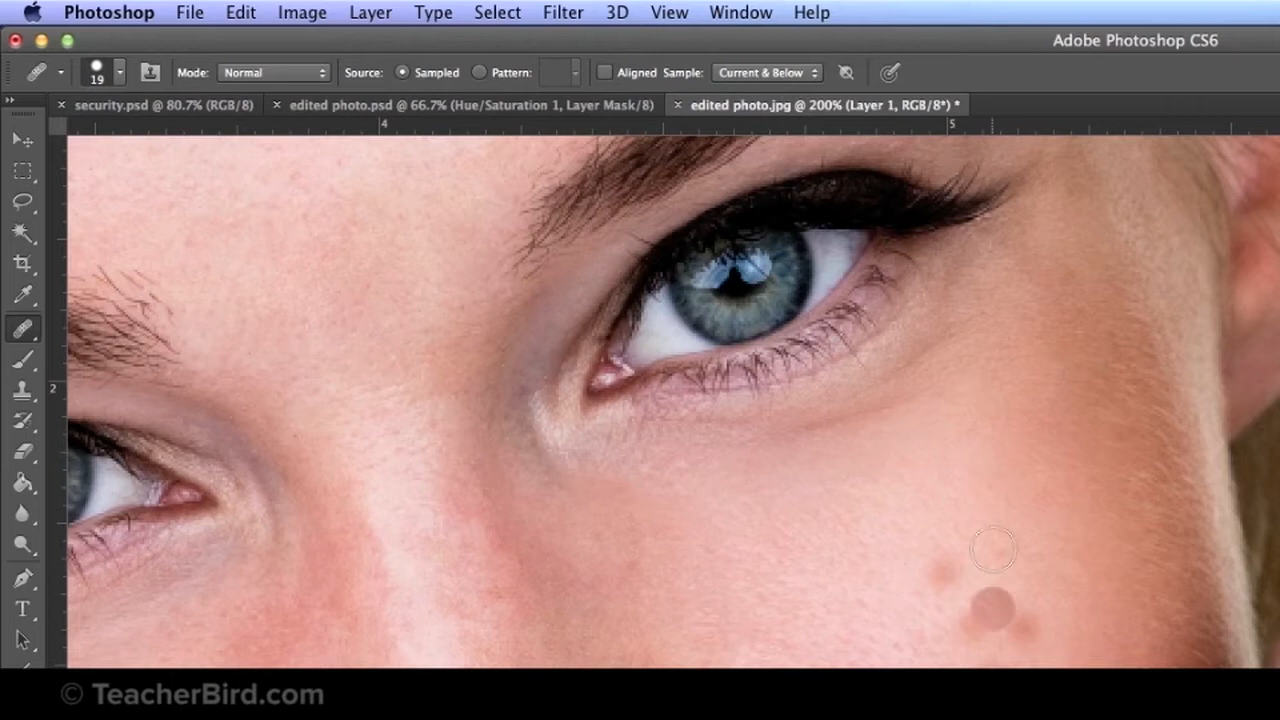 Photoshop File Edit Image Layer Type Select Filter 3D View Window Help
Adobe Photoshop CS6
19 Mode: Normal Source: Sampled Pattern: Aligned Sample: Current & Below
× security.psd @ 80.7% (RGB/8) × edited photo.psd @ 66.7% (Hue/Saturation 1, Layer Mask/8) × edited photo.jpg @ 200% (Layer 1, RGB/8*) *
4 5
2
T
© TeacherBird.com